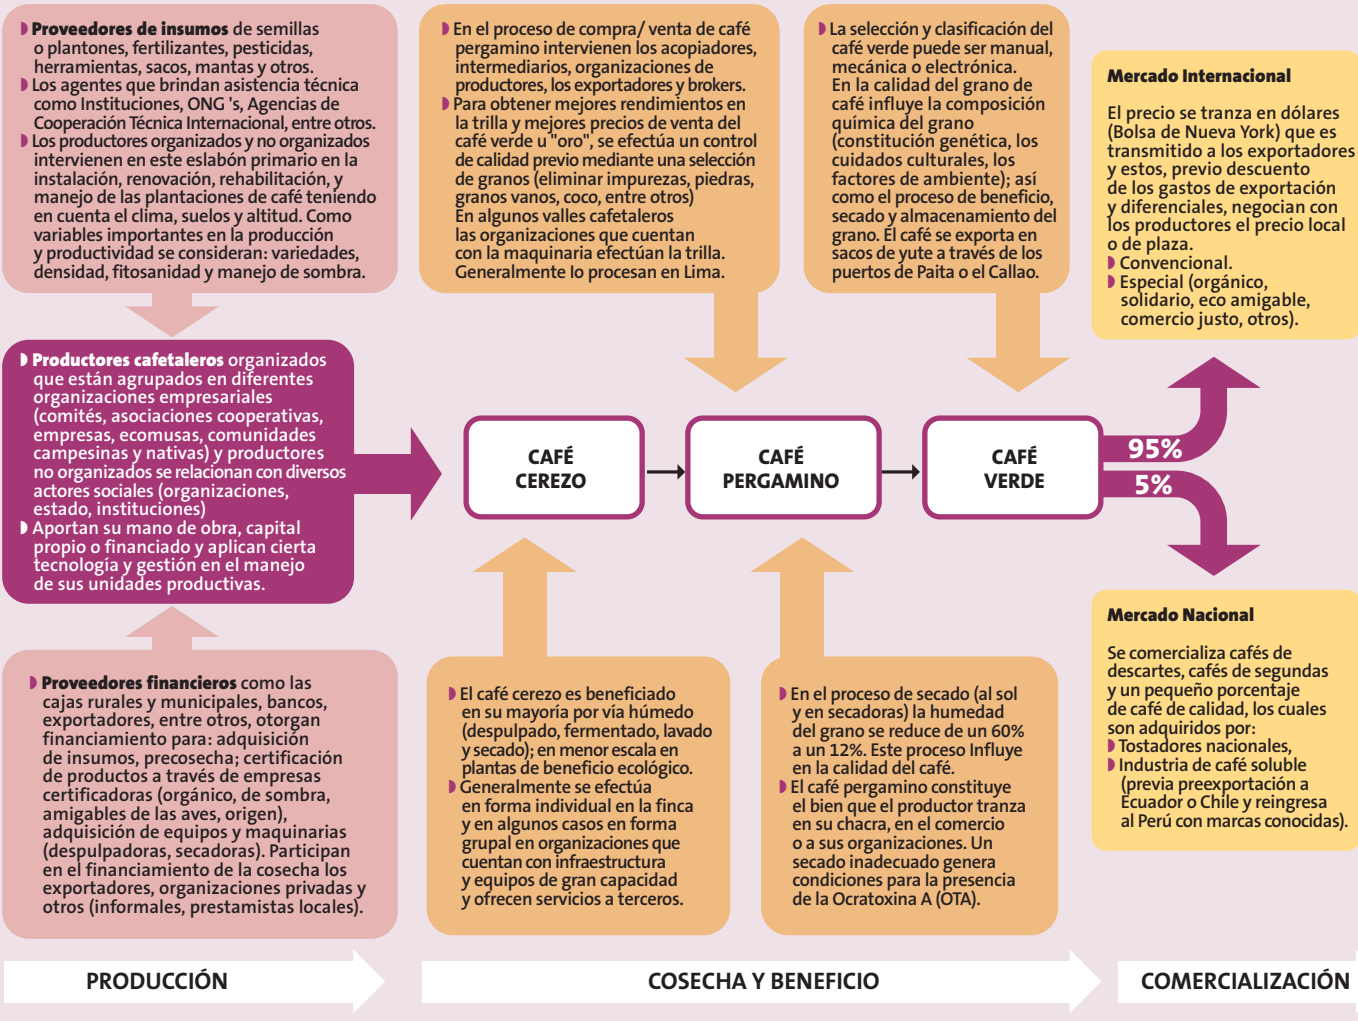 ◗ Proveedores de insumos de semillas
o plantones, fertilizantes, pesticidas,
herramientas, sacos, mantas y otros.
◗ Los agentes que brindan asistencia técnica
como Instituciones, ONG 's, Agencias de
Cooperación Técnica Internacional, entre otros.
◗ Los productores organizados y no organizados
intervienen en este eslabón primario en la
instalación, renovación, rehabilitación, y
manejo de las plantaciones de café teniendo
en cuenta el clima, suelos y altitud. Como
variables importantes en la producción
y productividad se consideran: variedades,
densidad, fitosanidad y manejo de sombra.
◗ En el proceso de compra/ venta de café
pergamino intervienen los acopiadores,
intermediarios, organizaciones de
productores, los exportadores y brokers.
◗ Para obtener mejores rendimientos en
la trilla y mejores precios de venta del
café verde u"oro", se efectúa un control
de calidad previo mediante una selección
de granos (eliminar impurezas, piedras,
granos vanos, coco, entre otros)
En algunos valles cafetaleros
las organizaciones que cuentan
con la maquinaria efectúan la trilla.
Generalmente lo procesan en Lima.
◗ La selección y clasificación del
café verde puede ser manual,
mecánica o electrónica.
En la calidad del grano de
café influye la composición
química del grano
(constitución genética, los
cuidados culturales, los
factores de ambiente); así
como el proceso de beneficio,
secado y almacenamiento del
grano. El café se exporta en
sacos de yute a través de los
puertos de Paita o el Callao.
Mercado Internacional
El precio se tranza en dólares
(Bolsa de Nueva York) que es
transmitido a los exportadores
y estos, previo descuento
de los gastos de exportación
y diferenciales, negocian con
los productores el precio local
o de plaza.
◗ Convencional.
◗ Especial (orgánico,
solidario, eco amigable,
comercio justo, otros).
◗ Productores cafetaleros organizados
que están agrupados en diferentes
organizaciones empresariales
(comités, asociaciones cooperativas,
empresas, ecomusas, comunidades
campesinas y nativas) y productores
no organizados se relacionan con diversos
actores sociales (organizaciones,
estado, instituciones)
◗ Aportan su mano de obra, capital
propio o financiado y aplican cierta
tecnología y gestión en el manejo
de sus unidades productivas.
CAFÉ
CEREZO
CAFÉ
PERGAMINO
CAFÉ
VERDE
95%
5%
◗ Proveedores financieros como las
cajas rurales y municipales, bancos,
exportadores, entre otros, otorgan
financiamiento para: adquisición
de insumos, precosecha; certificación
de productos a través de empresas
certificadoras (orgánico, de sombra,
amigables de las aves, origen),
adquisición de equipos y maquinarias
(despulpadoras, secadoras). Participan
en el financiamiento de la cosecha los
exportadores, organizaciones privadas y
otros (informales, prestamistas locales).
◗ El café cerezo es beneficiado
en su mayoría por vía húmedo
(despulpado, fermentado, lavado
y secado); en menor escala en
plantas de beneficio ecológico.
◗ Generalmente se efectúa
en forma individual en la finca
y en algunos casos en forma
grupal en organizaciones que
cuentan con infraestructura
y equipos de gran capacidad
y ofrecen servicios a terceros.
◗ En el proceso de secado (al sol
y en secadoras) la humedad
del grano se reduce de un 60%
a un 12%. Este proceso Influye
en la calidad del café.
◗ El café pergamino constituye
el bien que el productor tranza
en su chacra, en el comercio
o a sus organizaciones. Un
secado inadecuado genera
condiciones para la presencia
de la Ocratoxina A (OTA).
Mercado Nacional
Se comercializa cafés de
descartes, cafés de segundas
y un pequeño porcentaje
de café de calidad, los cuales
son adquiridos por:
◗ Tostadores nacionales,
◗ Industria de café soluble
(previa preexportación a
Ecuador o Chile y reingresa
al Perú con marcas conocidas).
PRODUCCIÓN
COSECHA Y BENEFICIO
COMERCIALIZACIÓN